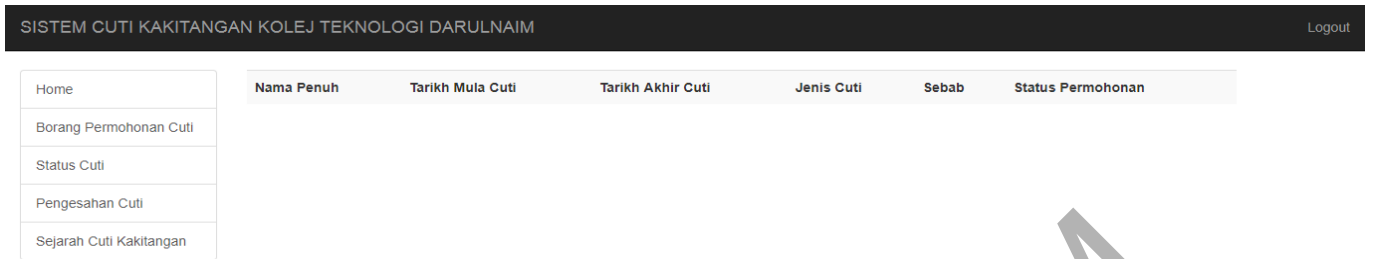 SISTEM CUTI KAKITANGAN KOLEJ TEKNOLOGI DARULNAIM Logout
Home
Borang Permohonan Cuti
Status Cuti
Pengesahan Cuti
Sejarah Cuti Kakitangan
Nama Penuh Tarikh Mula Cuti Tarikh Akhir Cuti Jenis Cuti Sebab Status Permohonan